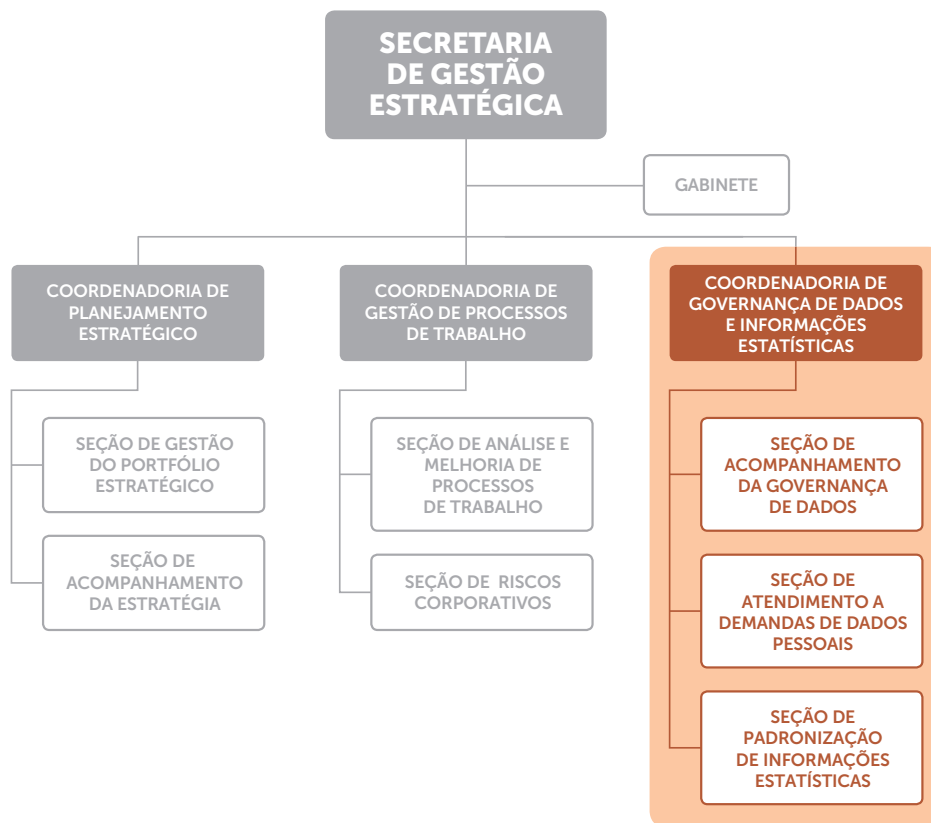 SECRETARIA
DE GESTÃO
ESTRATÉGICA
GABINETE
COORDENADORIA DE
PLANEJAMENTO
ESTRATÉGICO
SEÇÃO DE GESTÃO
DO PORTFÓLIO
ESTRATÉGICO
SEÇÃO DE
ACOMPANHAMENTO
DA ESTRATÉGIA
COORDENADORIA DE
GESTÃO DE PROCESSOS
DE TRABALHO
SEÇÃO DE ANÁLISE E
MELHORIA DE
PROCESSOS
DE TRABALHO
SEÇÃO DE RISCOS
CORPORATIVOS
COORDENADORIA DE
GOVERNANÇA DE DADOS
E INFORMAÇÕES
ESTATÍSTICAS
SEÇÃO DE
ACOMPANHAMENTO
DA GOVERNANÇA
DE DADOS
SEÇÃO DE
ATENDIMENTO A
DEMANDAS DE DADOS
PESSOAIS
SEÇÃO DE
PADRONIZAÇÃO
DE INFORMAÇÕES
ESTATÍSTICAS